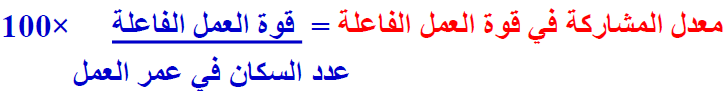 معدل المشاركة في قوة العمل الفاعلة = قوة العمل الفاعلة ×100
عدد السكان في عمر العمل